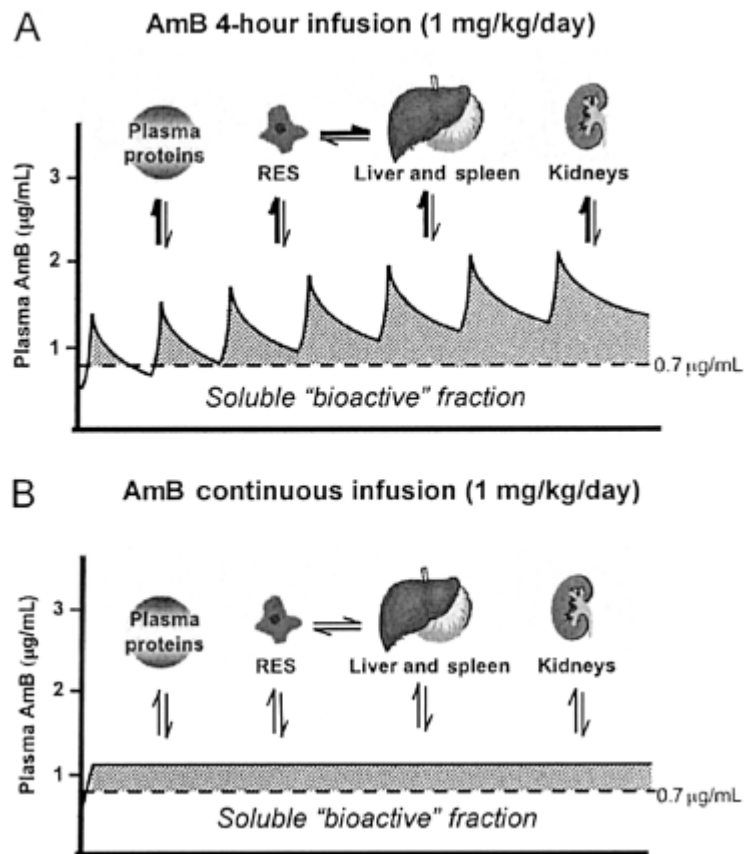 A
AmB 4-hour infusion (1 mg/kg/day)
Plasma
proteins
RES
Liver and spleen
Kidneys
Plasma AmB (μg/mL)
3
2
1
0.7 μg/mL
Soluble "bioactive" fraction
B
AmB continuous infusion (1 mg/kg/day)
Plasma
proteins
RES
Liver and spleen
Kidneys
Plasma AmB (μg/mL)
3
2
1
0.7 μg/mL
Soluble "bioactive" fraction